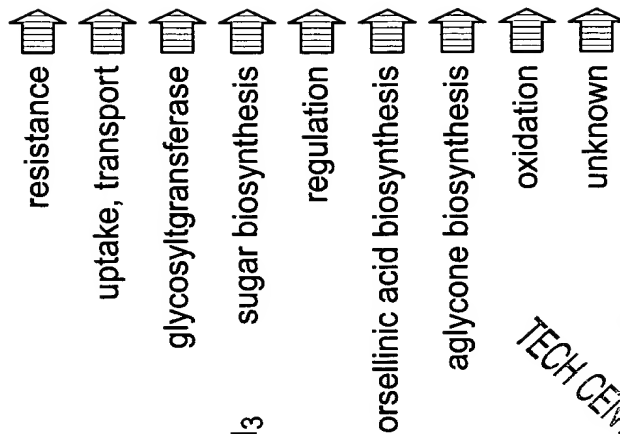 resistance
uptake, transport
glycosyltgransferase
sugar biosynthesis
regulation
orsellinic acid biosynthesis
aglycone biosynthesis
oxidation
unknown
TECH CEN